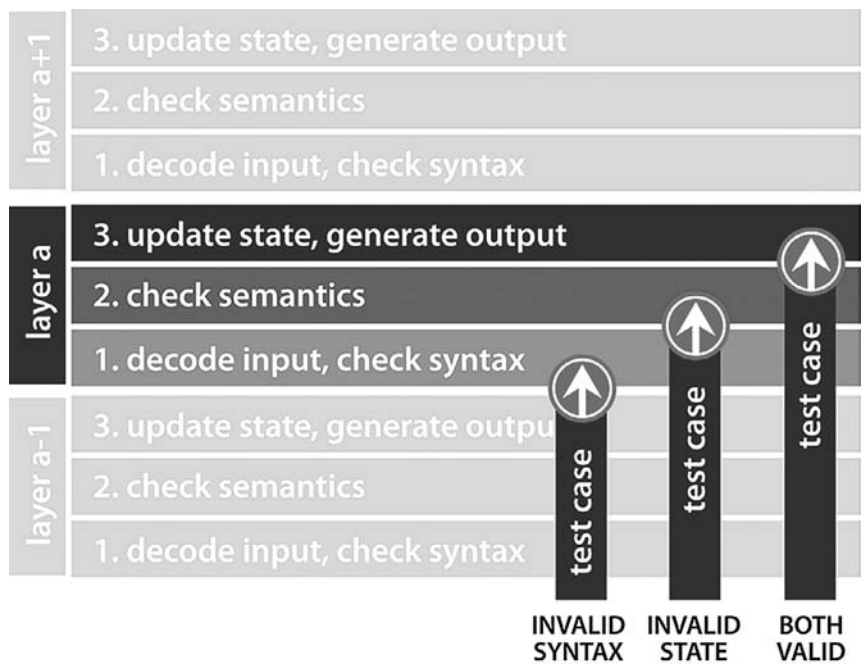 layer a+1
3. update state, generate output
2. check semantics
1. decode input, check syntax
layer a
3. update state, generate output
2. check semantics
1. decode input, check syntax
layer a-1
3. update state, generate outpu
2. check semantics
1. decode input, check syntax
test case
test case
test case
INVALID
SYNTAX
INVALID
STATE
BOTH
VALID